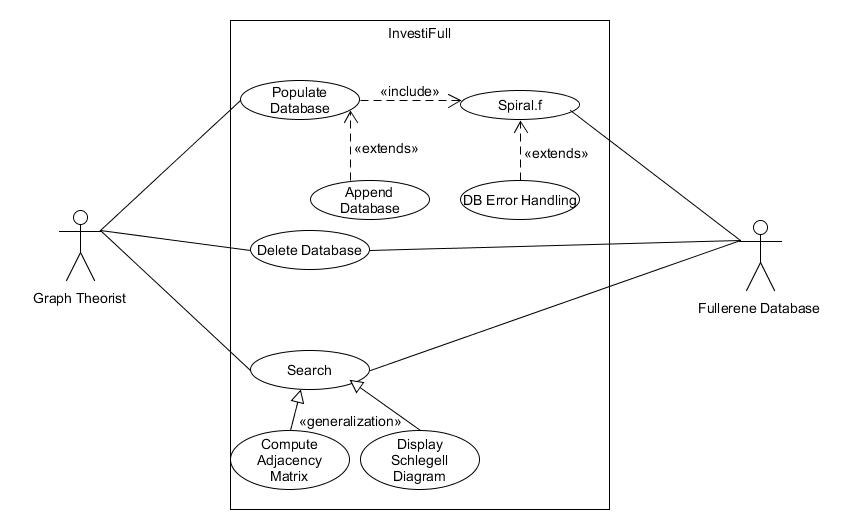 InvestiFull
Populate
Database
«include»
Spiral.f
«extends»
«extends»
Append
Database
DB Error Handling
Graph Theorist
Delete Database
Fullerene Database
Search
«generalization»
Compute
Adjacency
Matrix
Display
Schlegell
Diagram